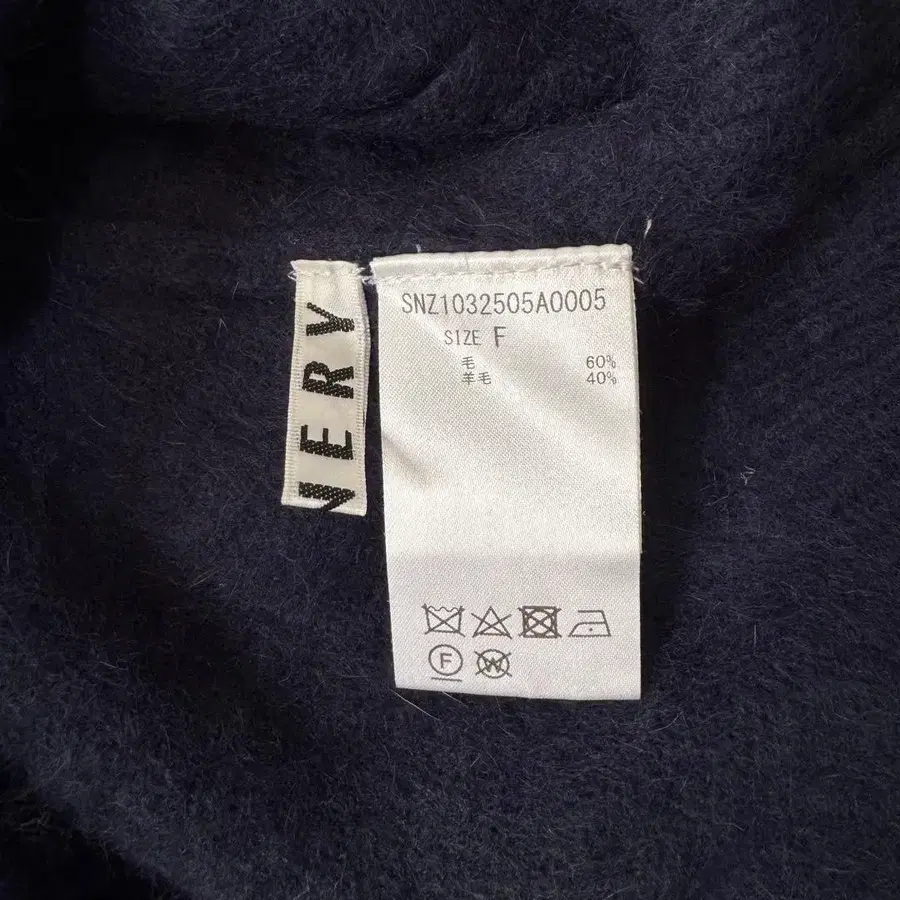 NERY
SNZ1032505A0005
SIZE F
毛 60%
羊毛 40%
F W